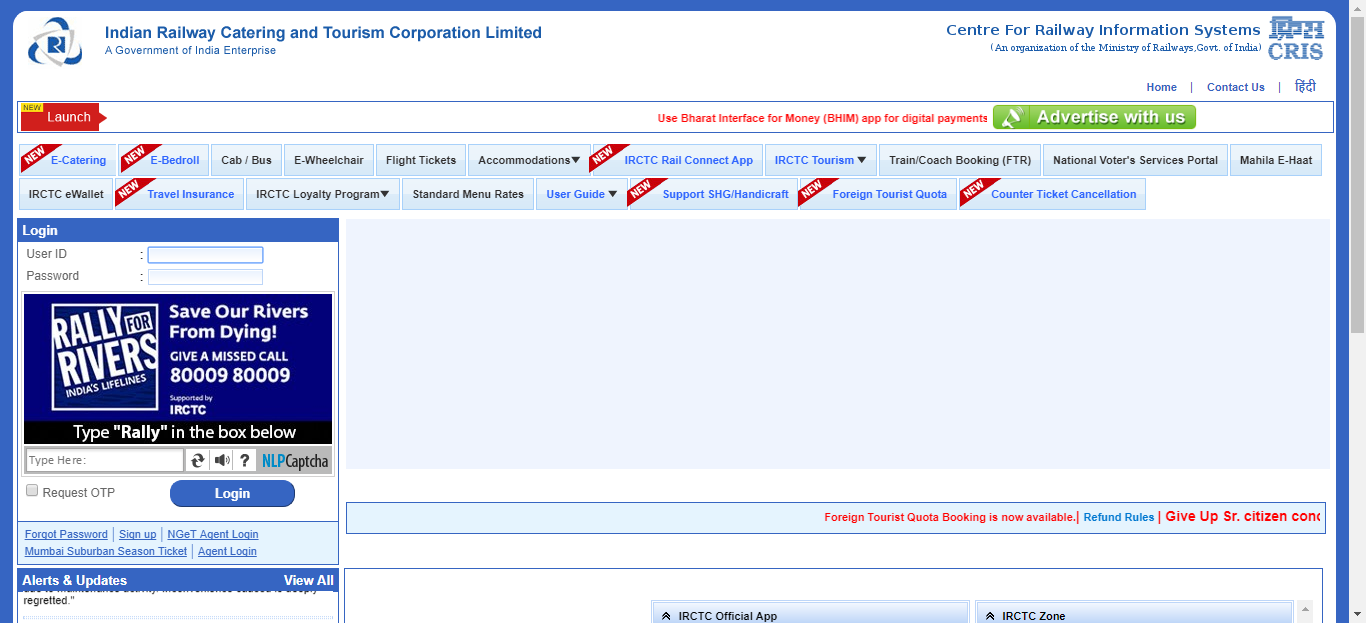 Indian Railway Catering and Tourism Corporation Limited
A Government of India Enterprise
Centre For Railway Information Systems
(An organization of the Ministry of Railways,Govt. of India)
CRIS
Home | Contact Us | हिंदी
NEW
Launch
Use Bharat Interface for Money (BHIM) app for digital payments
Advertise with us
NEW E-Catering NEW E-Bedroll Cab / Bus E-Wheelchair Flight Tickets Accommodations▼ NEW IRCTC Rail Connect App IRCTC Tourism ▼ Train/Coach Booking (FTR) National Voter's Services Portal Mahila E-Haat
IRCTC eWallet NEW Travel Insurance IRCTC Loyalty Program▼ Standard Menu Rates User Guide ▼ NEW Support SHG/Handicraft NEW Foreign Tourist Quota NEW Counter Ticket Cancellation
Login
User ID :
Password :
RALLY FOR RIVERS
INDIA'S LIFELINES
Save Our Rivers
From Dying!
GIVE A MISSED CALL
80009 80009
Supported by
IRCTC
Type "Rally" in the box below
Type Here: ? NLPCaptcha
Request OTP Login
Foreign Tourist Quota Booking is now available.| Refund Rules | Give Up Sr. citizen conc
Forgot Password | Sign up | NGeT Agent Login
Mumbai Suburban Season Ticket | Agent Login
Alerts & Updates View All
regretted."
IRCTC Official App
IRCTC Zone